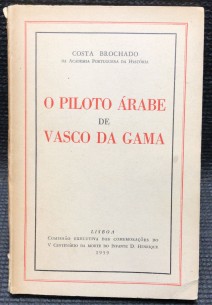 COSTA BROCHADO
DA ACADEMIA PORTUGUESA DA HISTÓRIA
O PILOTO ÁRABE
DE
VASCO DA GAMA
LISBOA
COMISSÃO EXECUTIVA DAS COMEMORAÇÕES DO
V CENTENÁRIO DA MORTE DO INFANTE D. HENRIQUE
1959